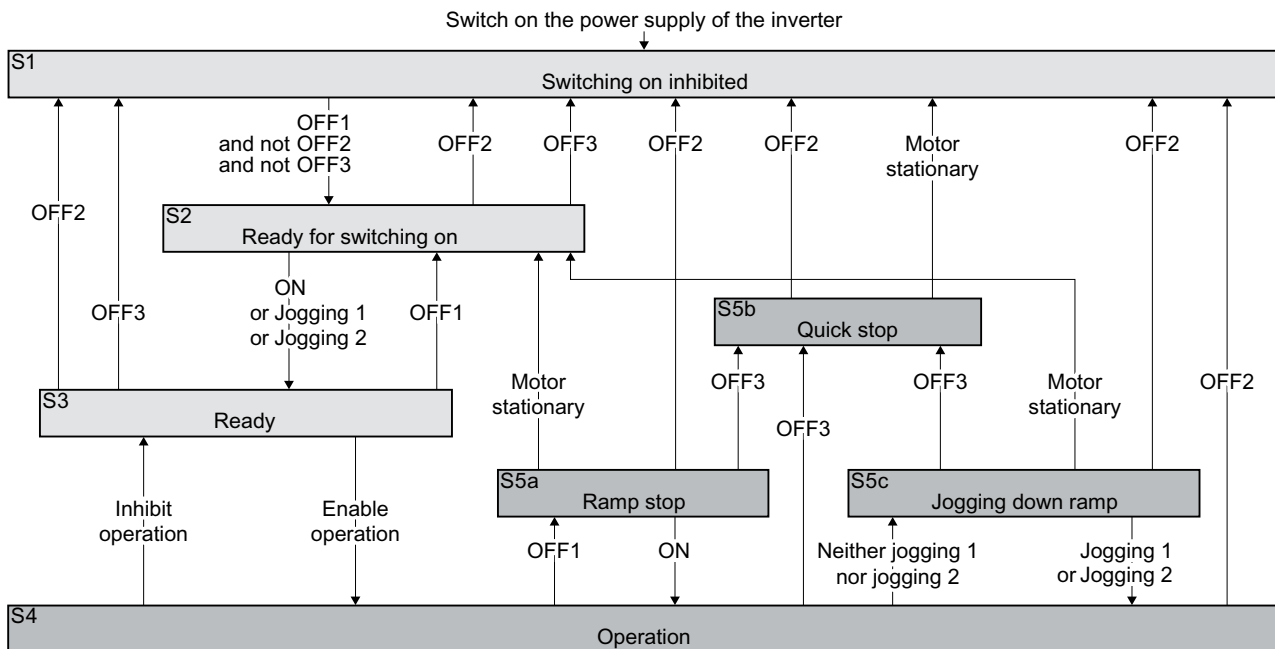 Switch on the power supply of the inverter
S1
Switching on inhibited
OFF1
and not OFF2
and not OFF3
OFF2
OFF3
OFF2
OFF2
Motor
stationary
OFF2
OFF2
S2
Ready for switching on
ON
or Jogging 1
or Jogging 2
OFF3
OFF1
S5b
Quick stop
Motor
stationary
OFF3
OFF3
Motor
stationary
OFF2
S3
Ready
OFF3
S5a
Ramp stop
S5c
Jogging down ramp
Inhibit
operation
Enable
operation
OFF1
ON
Neither jogging 1
nor jogging 2
Jogging 1
or Jogging 2
S4
Operation